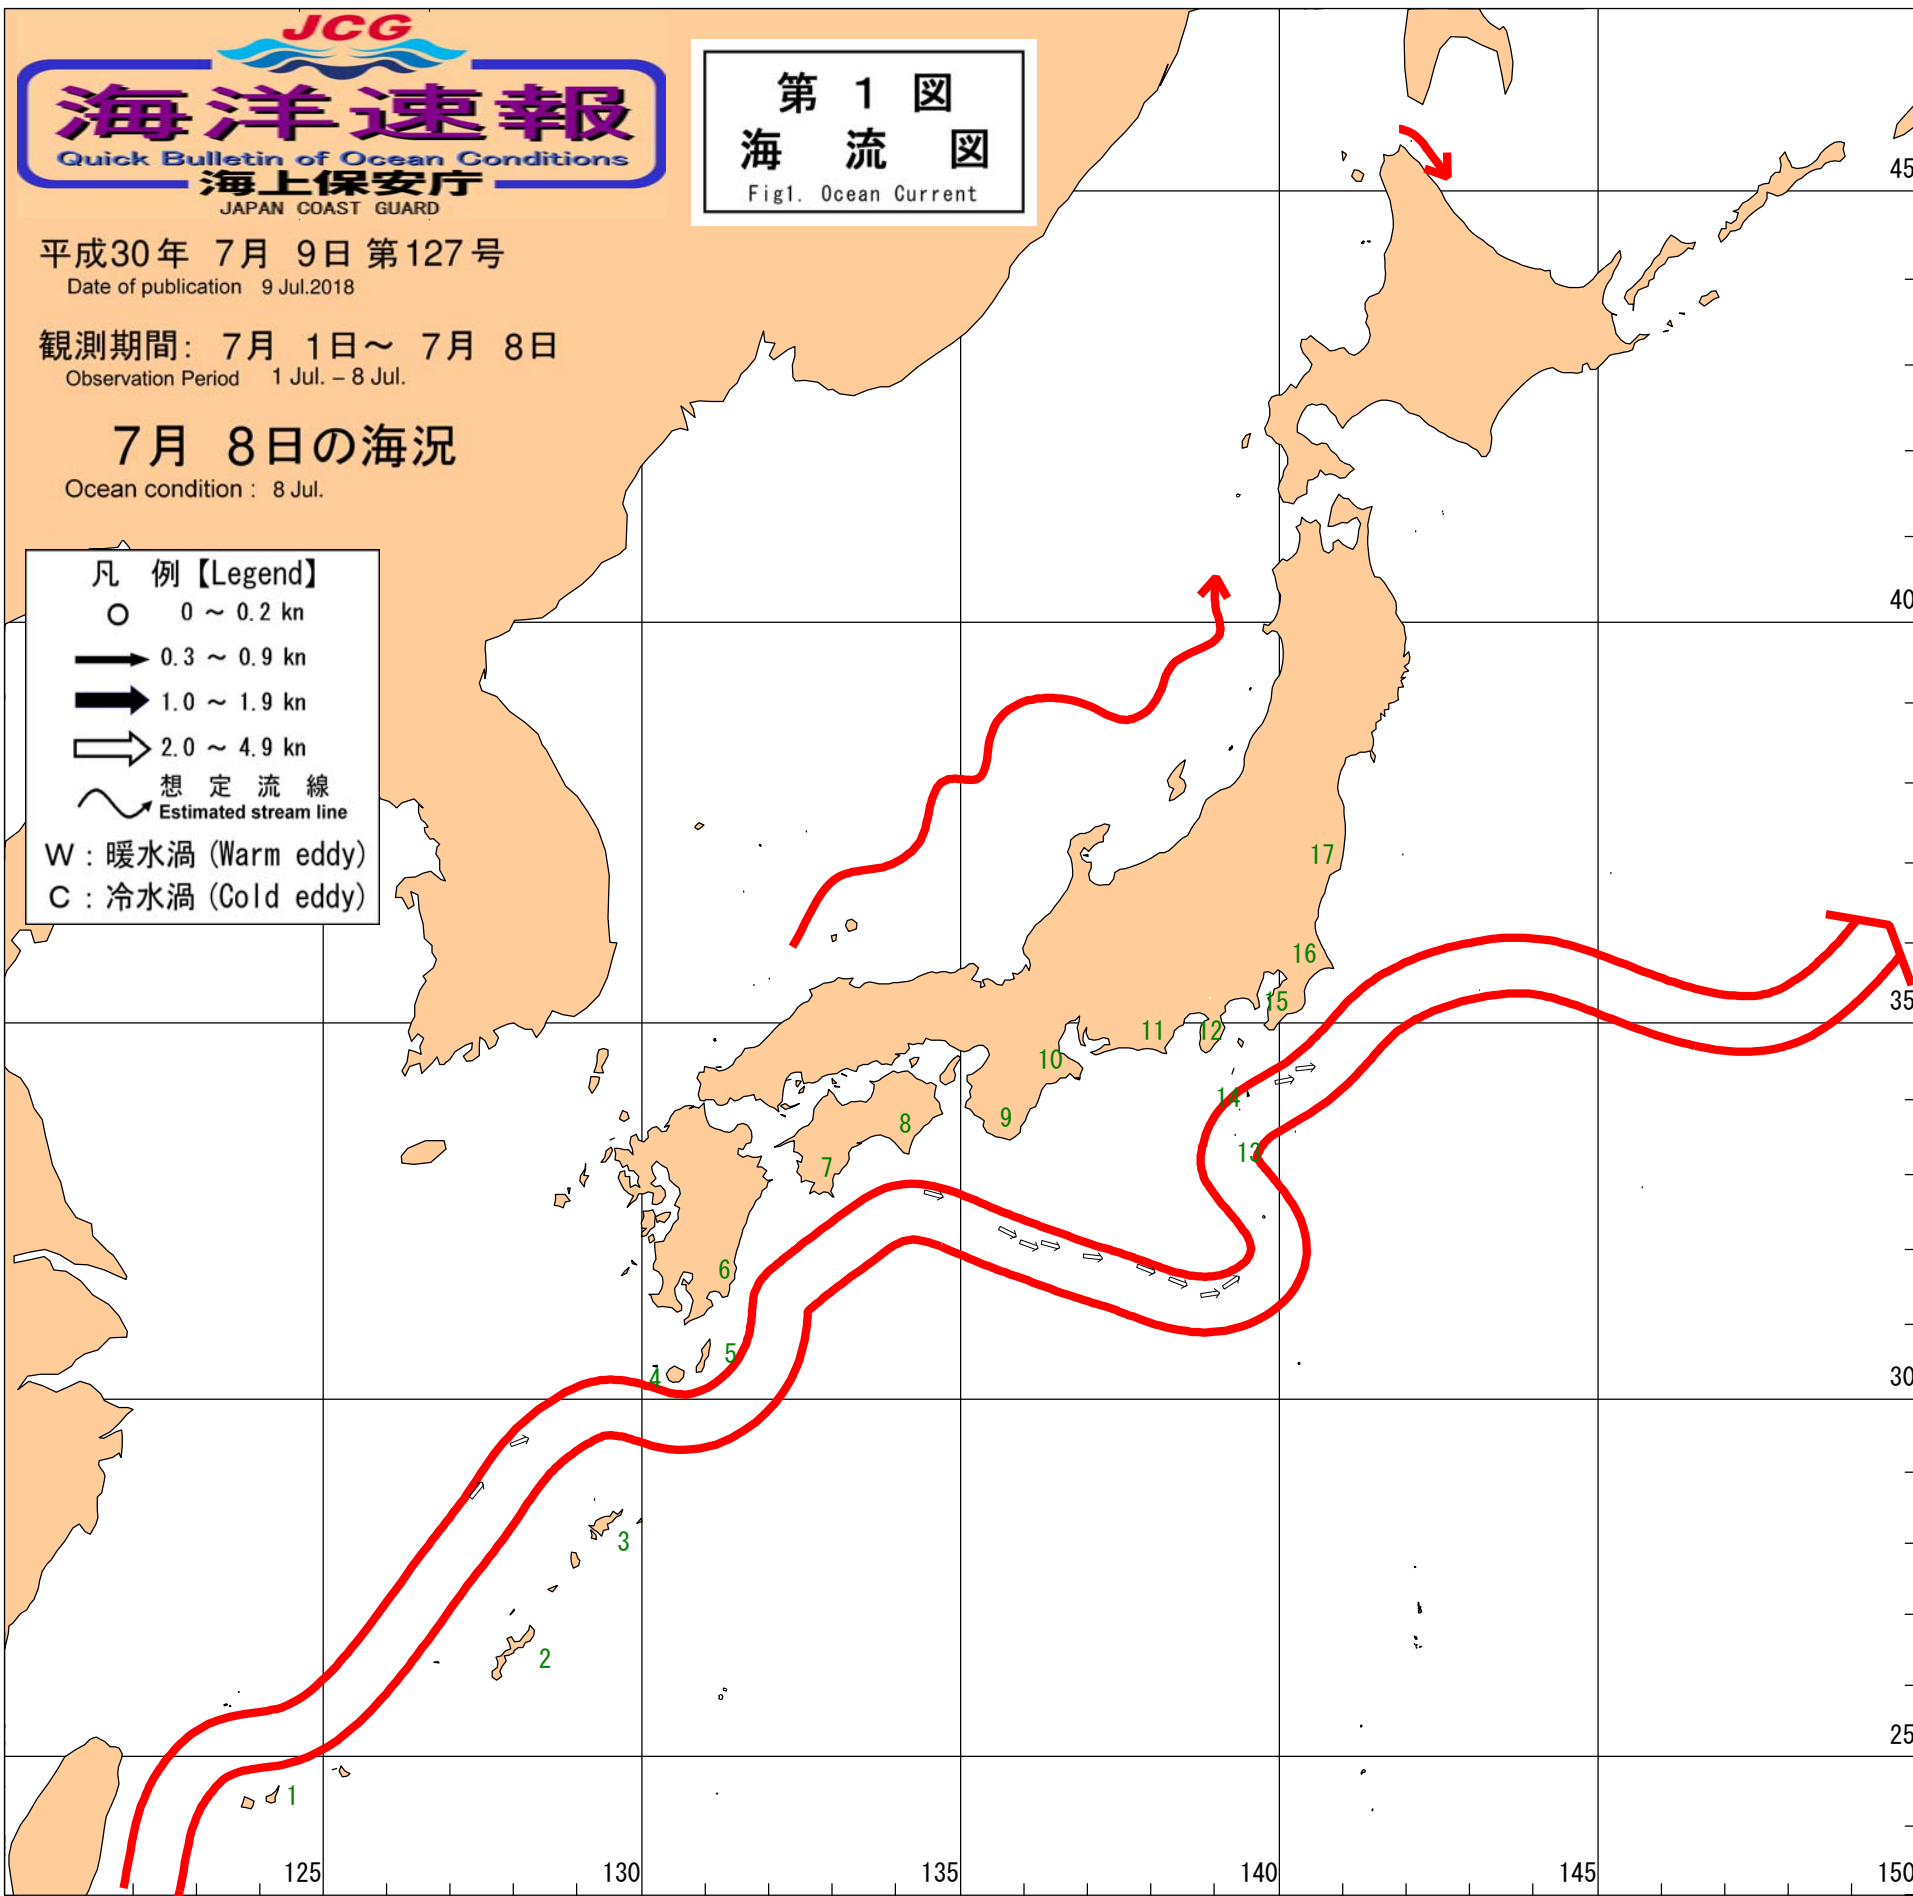 JCG
海洋速報
Quick Bulletin of Ocean Conditions
海上保安庁
JAPAN COAST GUARD
第 1 図
海 流 図
Fig1. Ocean Current
平成30年 7月 9日 第127号
Date of publication 9 Jul.2018
観測期間: 7月 1日～ 7月 8日
Observation Period 1 Jul. – 8 Jul.
7月 8日の海況
Ocean condition : 8 Jul.
凡 例【Legend】
0 ～ 0.2 kn
0.3 ～ 0.9 kn
1.0 ～ 1.9 kn
2.0 ～ 4.9 kn
想 定 流 線
Estimated stream line
W : 暖水渦 (Warm eddy)
C : 冷水渦 (Cold eddy)
45
40
35
30
25
17
16
15
11
12
10
14
9
8
13
7
6
5
4
3
2
1
125
130
135
140
145
150